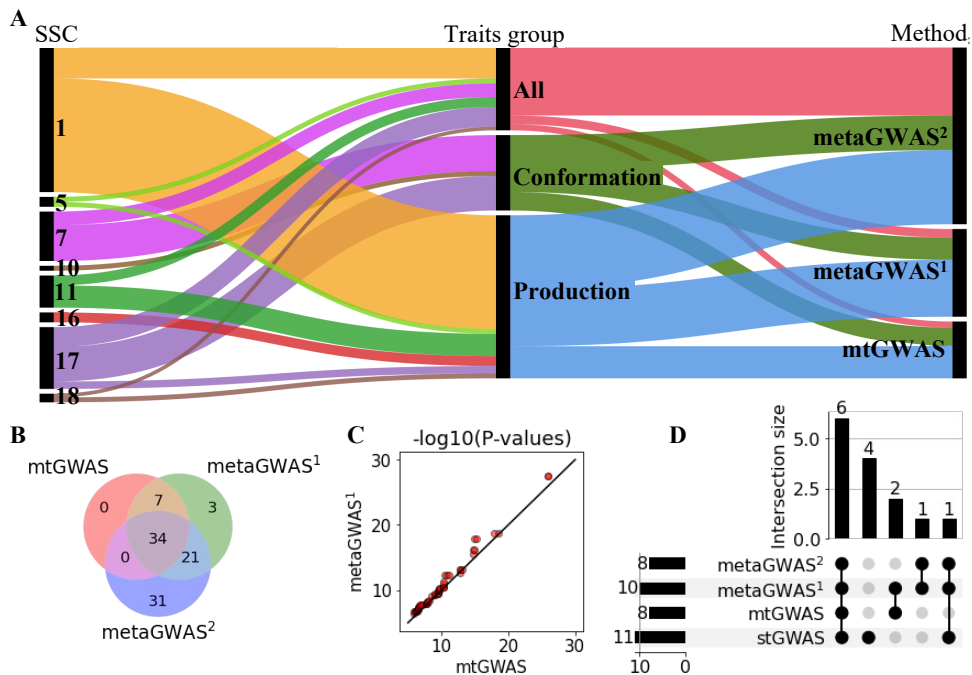 A
SSC
Traits group
Methods
1
5
7
10
11
16
17
18
All
Conformation
Production
metaGWAS²
metaGWAS¹
mtGWAS
B
mtGWAS
metaGWAS¹
0
7
3
34
0
21
31
metaGWAS²
C
-log10(P-values)
metaGWAS¹
30
20
10
10
20
30
mtGWAS
D
Intersection size
6
4
2
1
1
5.0
2.5
0.0
8
metaGWAS²
10
metaGWAS¹
8
mtGWAS
11
stGWAS
10
0